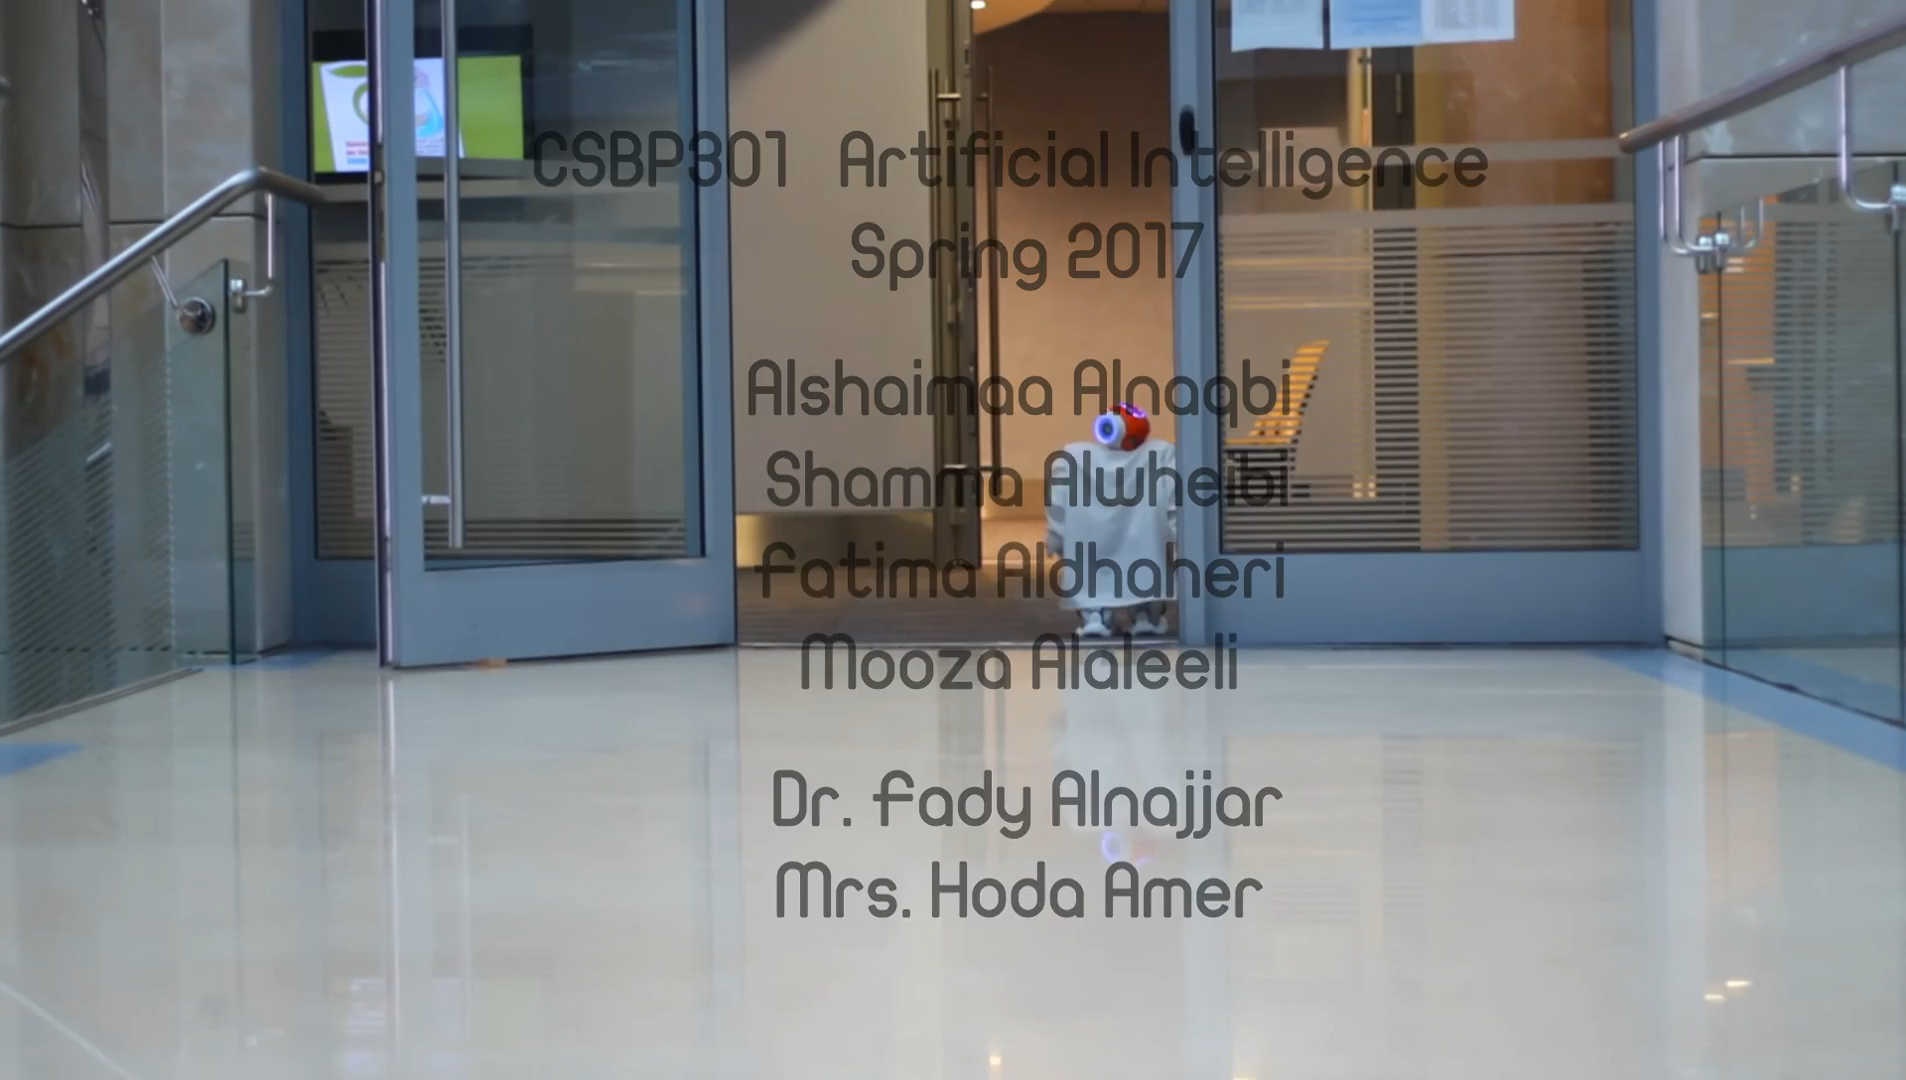 CSBP301 Artificial Intelligence
Spring 2017
Alshaimaa Alnaqbi
Shamma Alwheibi
Fatima Aldhaheri
Mooza Alaleeli
Dr. Fady Alnajjar
Mrs. Hoda Amer